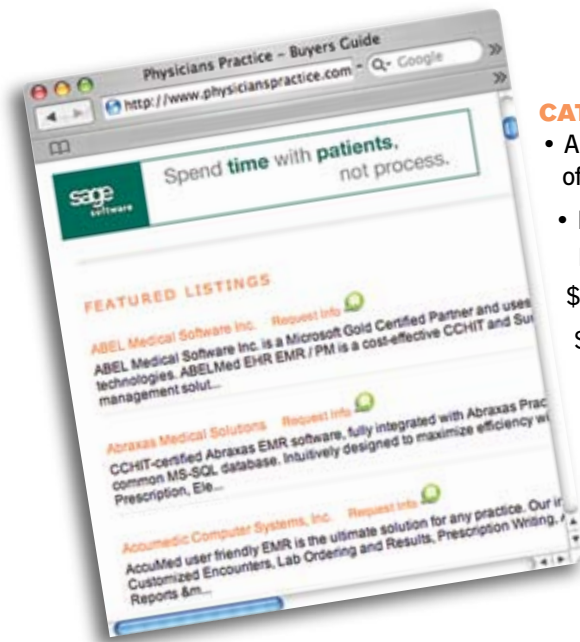 Physicians Practice – Buyers Guide
http://www.physicianspractice.com
Google
sage
software
Spend time with patients,
not process.
FEATURED LISTINGS
ABEL Medical Software Inc. Request Info
ABEL Medical Software Inc. is a Microsoft Gold Certified Partner and uses
technologies. ABELMed EHR EMR / PM is a cost-effective CCHIT and
management solut...
Abraxas Medical Solutions Request Info
CCHIT-certified Abraxas EMR software, fully integrated with Abraxas
common MS-SQL database. Intuitively designed to maximize efficiency
Prescription, Ele...
Accumedic Computer Systems, Inc. Request Info
AccuMed user friendly EMR is the ultimate solution for any practice. Our
Customized Encounters, Lab Ordering and Results, Prescription Writing,
Reports &m...
CAT
• A
of
•
$